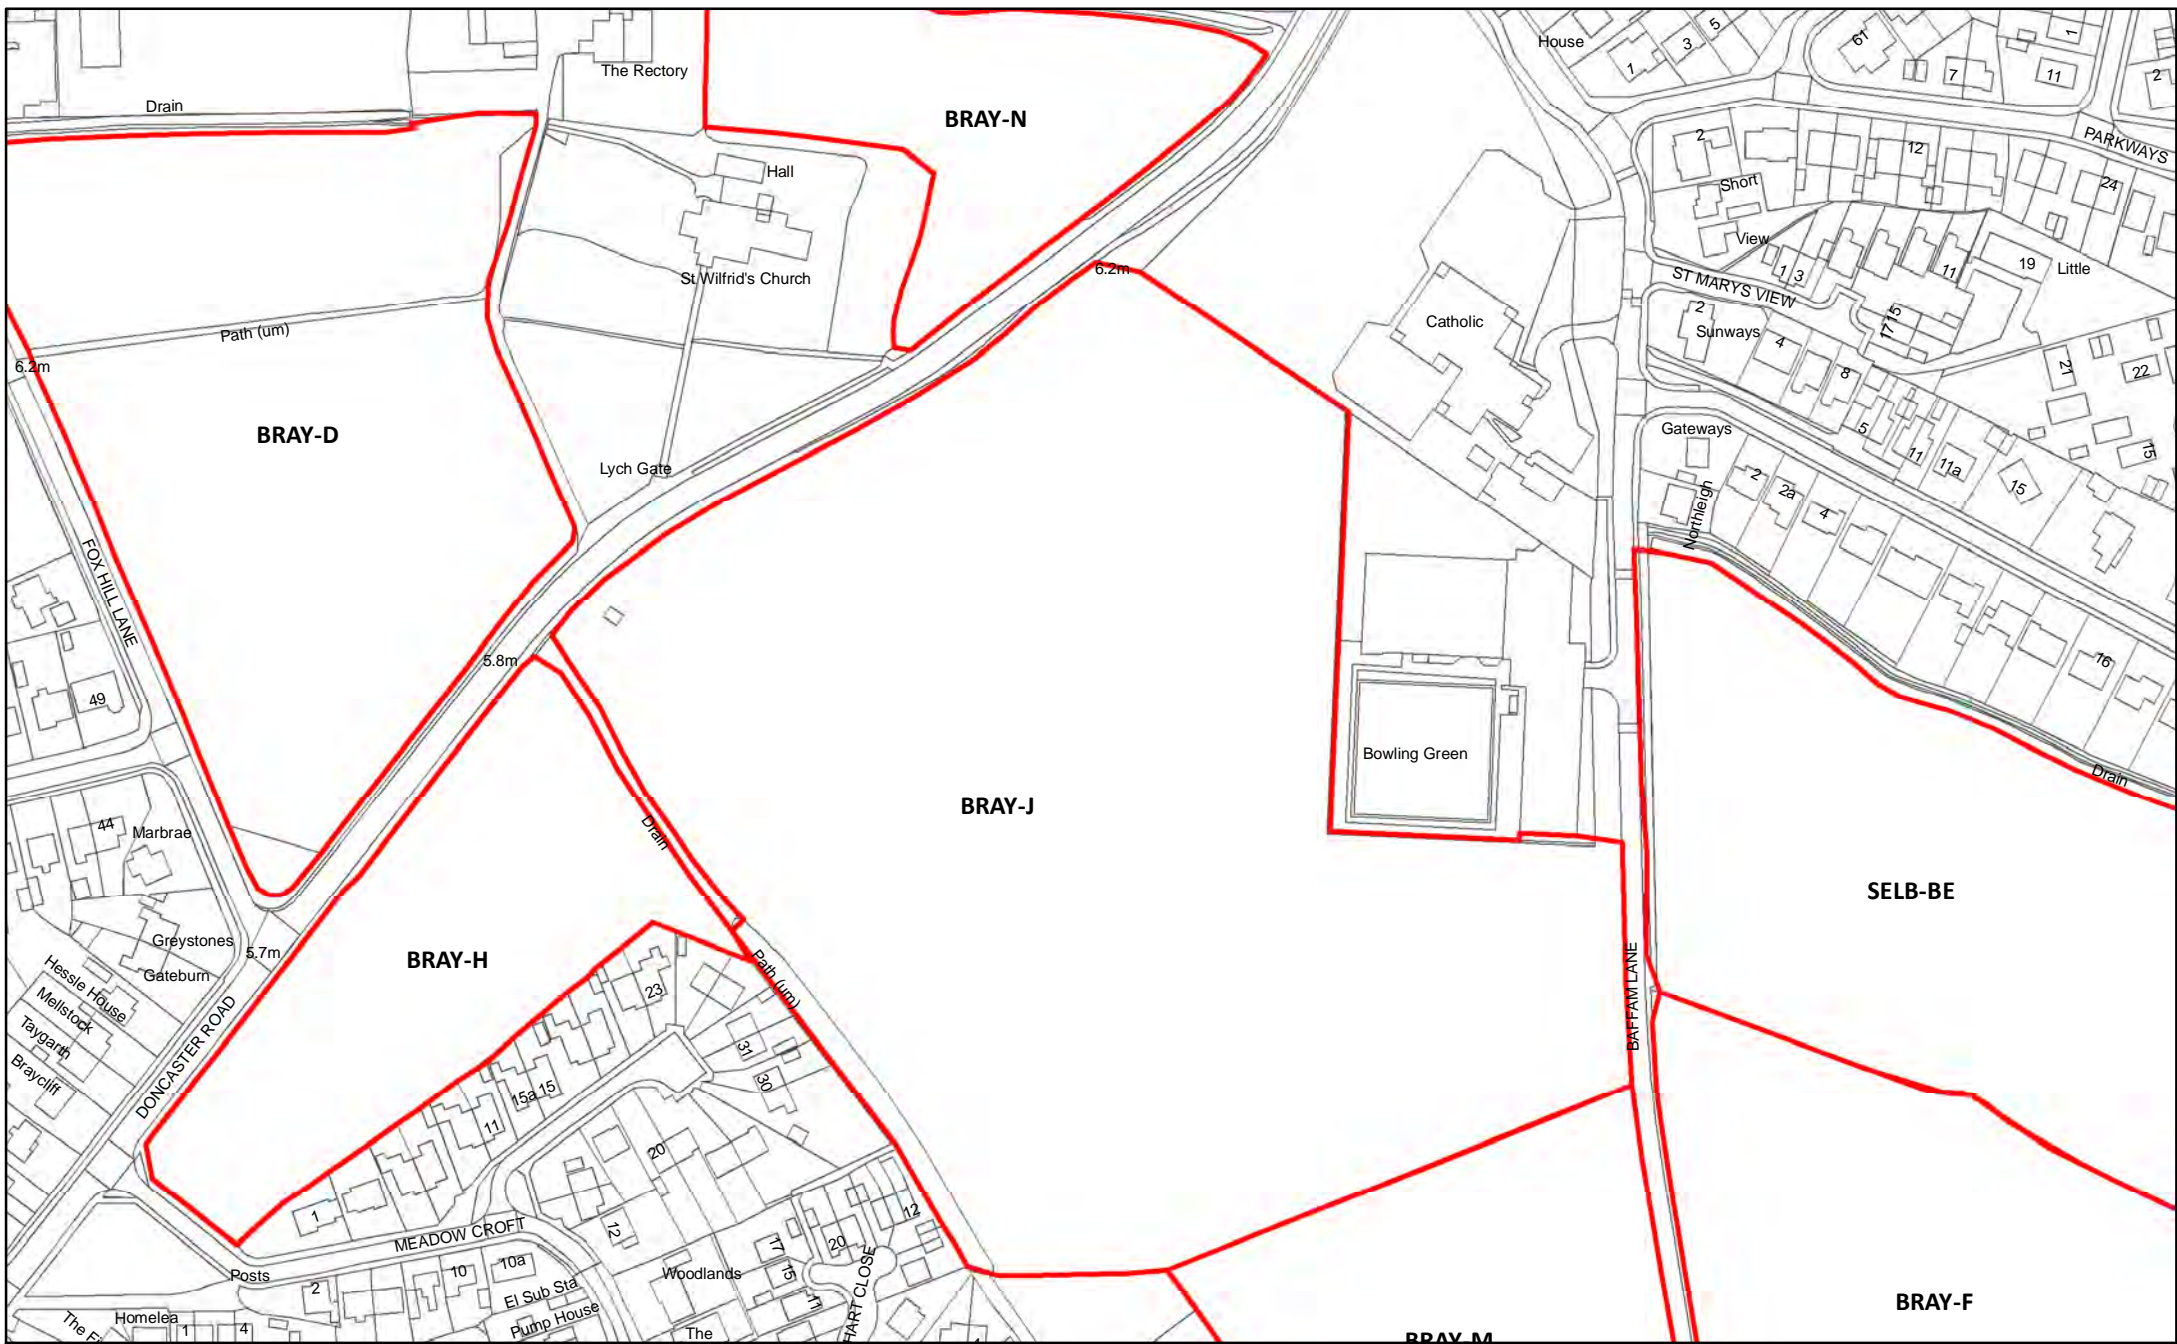 House
1
3
5
61
7
11
1
2
The Rectory
Drain
BRAY-N
PARKWAYS
2
12
24
Hall
Short
View
1
3
11
19
Little
St Wilfrid's Church
6.2m
ST MARYS VIEW
Catholic
2
Sunways
4
8
17
15
21
22
Path (um)
6.2m
BRAY-D
Gateways
5
11
11a
15
15
Lych Gate
2
2a
4
Northleigh
FOX HILL LANE
5.8m
16
49
Bowling Green
Drain
BRAY-J
44
Marbrae
Drain
SELB-BE
Greystones
5.7m
Gateburn
BRAY-H
Hessle House
Mellstock
Taygarth
Braycliff
23
Path (um)
BAFFAM LANE
DONCASTER ROAD
31
30
15a
15
11
20
1
12
12
MEADOW CROFT
17
20
15
11
Posts
2
10
10a
Woodlands
El Sub Sta
Pump House
HART CLOSE
BRAY-F
Homelea
The
1
4
The
BRAY-M